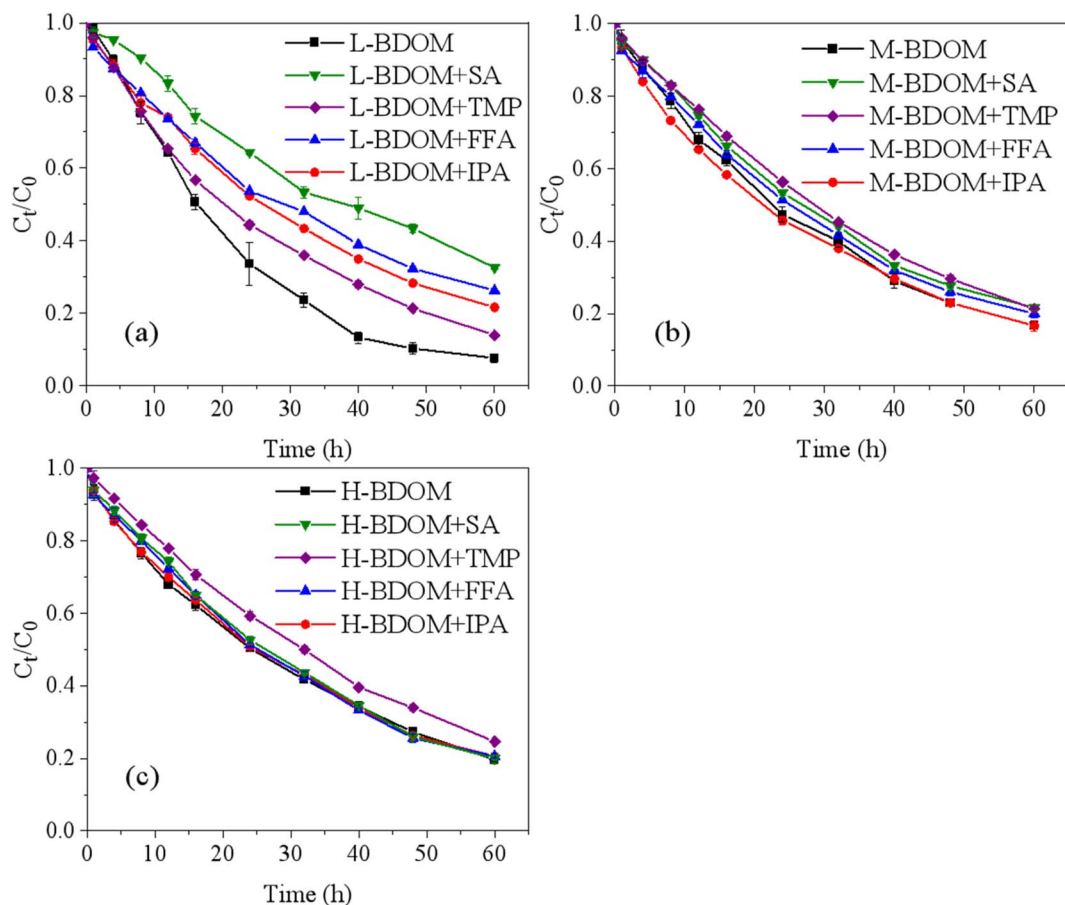 1.0
0.8
0.6
0.4
0.2
0.0
Ct/C0
L-BDOM
L-BDOM+SA
L-BDOM+TMP
L-BDOM+FFA
L-BDOM+IPA
(a)
0 10 20 30 40 50 60
Time (h)
1.0
0.8
0.6
0.4
0.2
0.0
Ct/C0
M-BDOM
M-BDOM+SA
M-BDOM+TMP
M-BDOM+FFA
M-BDOM+IPA
(b)
0 10 20 30 40 50 60
Time (h)
1.0
0.8
0.6
0.4
0.2
0.0
Ct/C0
H-BDOM
H-BDOM+SA
H-BDOM+TMP
H-BDOM+FFA
H-BDOM+IPA
(c)
0 10 20 30 40 50 60
Time (h)